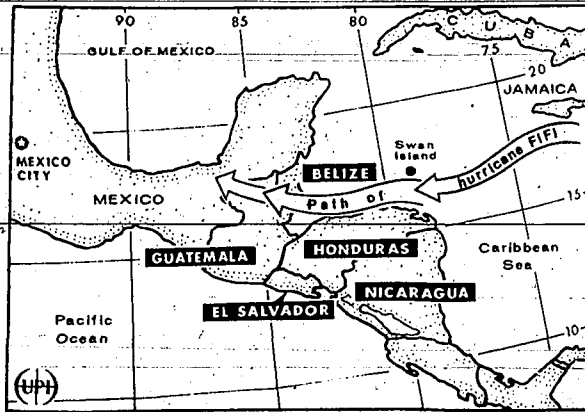 90
85
80
GULF OF MEXICO
C U B A
75
20
JAMAICA
MEXICO
CITY
Swan
Island
hurricane FIFI
BELIZE
MEXICO
Path of
15
GUATEMALA
HONDURAS
Caribbean
Sea
NICARAGUA
EL SALVADOR
Pacific
Ocean
10
UPI